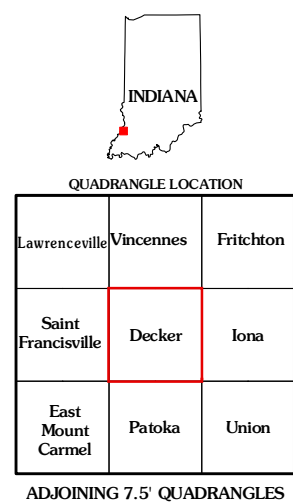 INDIANA
QUADRANGLE LOCATION
Lawrenceville Vincennes Fritchton
Saint
Francisville Decker Iona
East
Mount
Carmel Patoka Union
ADJOINING 7.5' QUADRANGLES